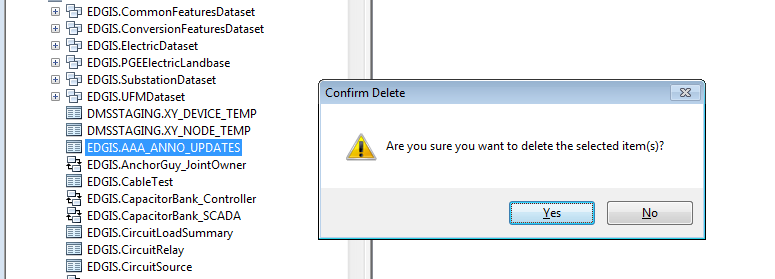 EDGIS.CommonFeaturesDataset
EDGIS.ConversionFeaturesDataset
EDGIS.ElectricDataset
EDGIS.PGEElectricLandbase
EDGIS.SubstationDataset
EDGIS.UFMDataset
DMSSTAGING.XY_DEVICE_TEMP
DMSSTAGING.XY_NODE_TEMP
EDGIS.AAA_ANNO_UPDATES
EDGIS.AnchorGuy_JointOwner
EDGIS.CableTest
EDGIS.CapacitorBank_Controller
EDGIS.CapacitorBank_SCADA
EDGIS.CircuitLoadSummary
EDGIS.CircuitRelay
EDGIS.CircuitSource
Confirm Delete
Are you sure you want to delete the selected item(s)?
Yes
No